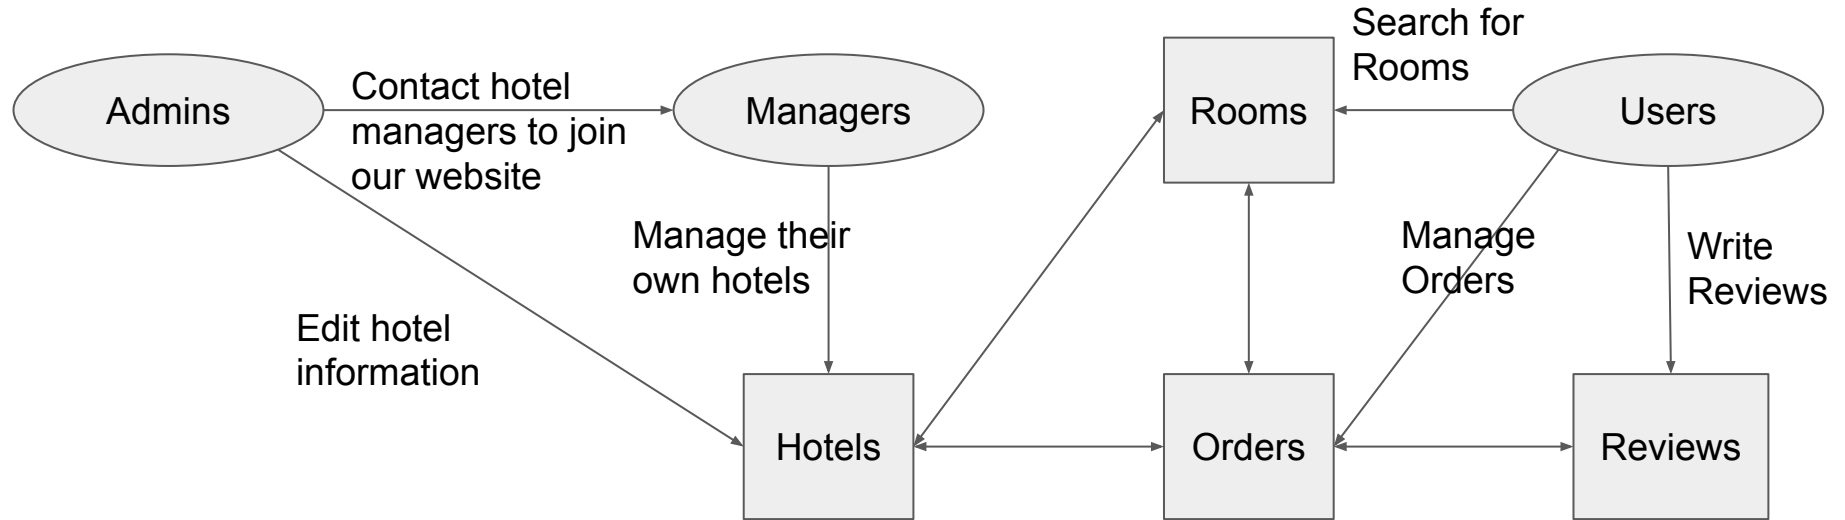 Search for
Rooms
Admins
Contact hotel
managers to join
our website
Managers
Rooms
Users
Manage their
own hotels
Manage
Orders
Write
Reviews
Edit hotel
information
Hotels
Orders
Reviews